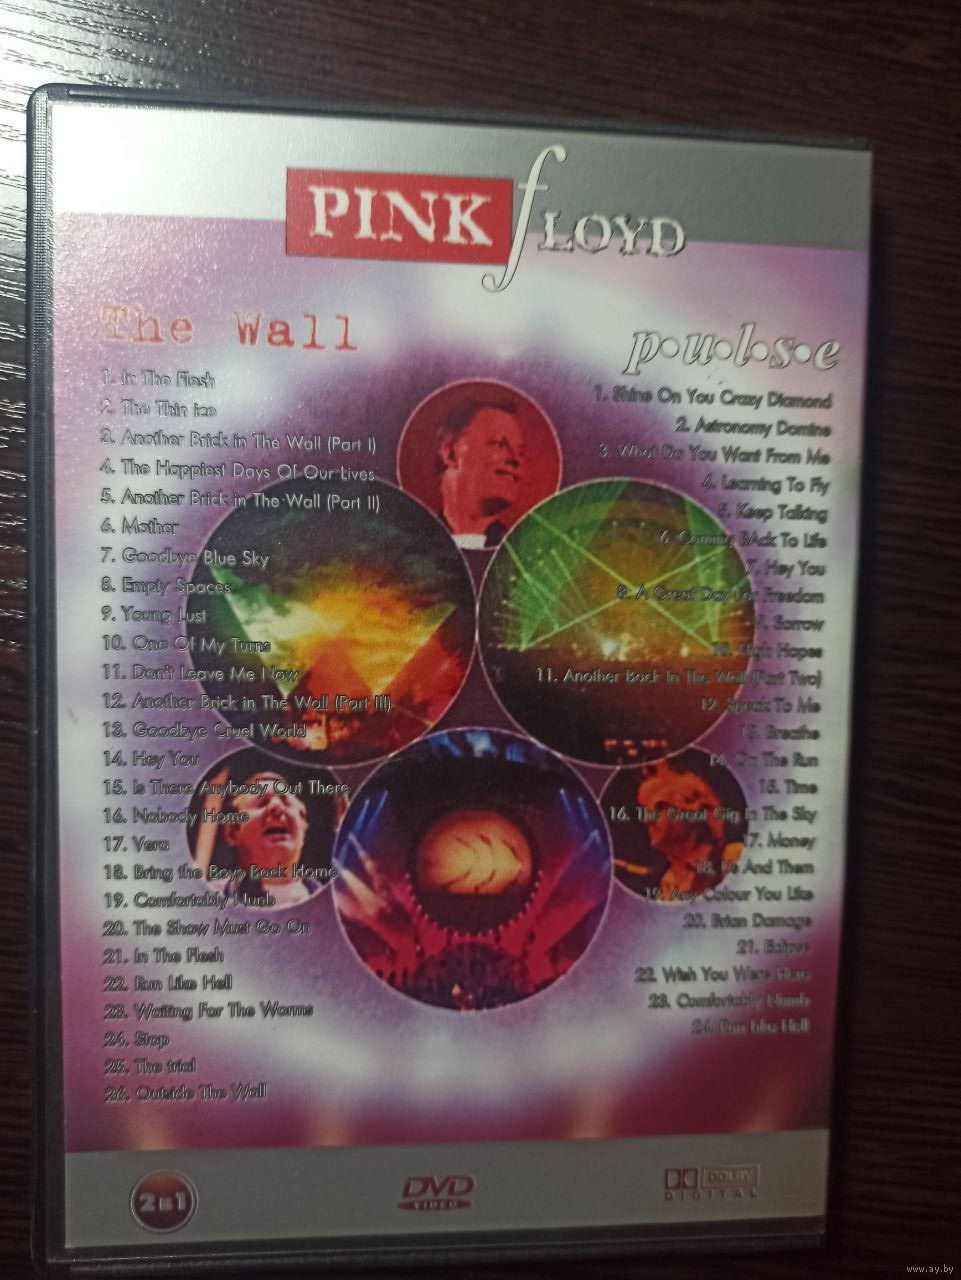 PINK fLOYD
The Wall
1. In The Flesh
2. The Thin Ice
3. Another Brick in The Wall (Part I)
4. The Happiest Days Of Our Lives
5. Another Brick in The Wall (Part II)
6. Mother
7. Goodbye Blue Sky
8. Empty Spaces
9. Young Lust
10. One Of My Turns
11. Don't Leave Me Now
12. Another Brick in The Wall (Part III)
13. Goodbye Cruel World
14. Hey You
15. Is There Anybody Out There
16. Nobody Home
17. Vera
18. Bring the Boys Back Home
19. Comfortably Numb
20. The Show Must Go On
21. In The Flesh
22. Run Like Hell
23. Waiting For The Worms
24. Stop
25. The trial
26. Outside The Wall
p•u•l•s•e
1. Shine On You Crazy Diamond
2. Astronomy Domine
3. What Do You Want From Me
4. Learning To Fly
5. Keep Talking
6. Coming BAck To Life
7. Hey You
8. A Great Day For Freedom
9. Sorrow
10. High Hopes
11. Another Bock In The Wall (Part Two)
12. Speak To Me
13. Breathe
14. On The Run
15. Time
16. The Great Gig In The Sky
17. Money
18. Us And Them
19. Any Colour You Like
20. Brian Damage
21. Eclipse
22. Wish You Were Here
23. Comfortably Numb
24. Run Like Hell
2в1
DVD
VIDEO
DOLBY
DIGITAL
www.ay.by